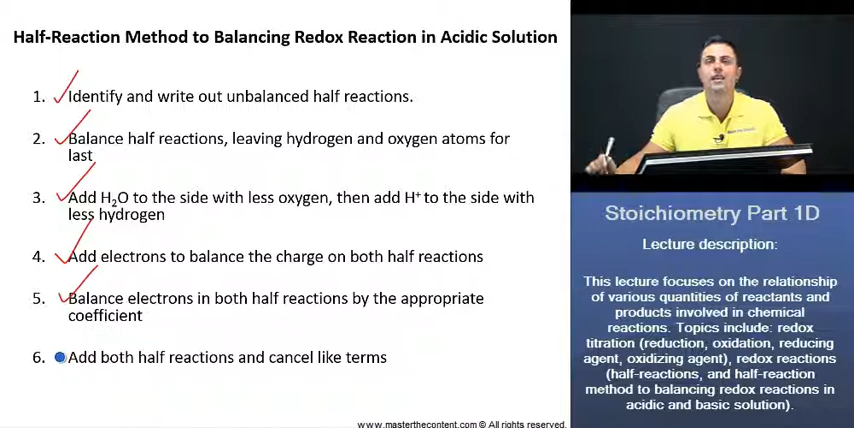 Half-Reaction Method to Balancing Redox Reaction in Acidic Solution
1. Identify and write out unbalanced half reactions.
2. Balance half reactions, leaving hydrogen and oxygen atoms for
last
3. Add H₂O to the side with less oxygen, then add H⁺ to the side with
less hydrogen
4. Add electrons to balance the charge on both half reactions
5. Balance electrons in both half reactions by the appropriate
coefficient
6. Add both half reactions and cancel like terms
www.masterthecontent.com © All rights reserved.
Stoichiometry Part 1D
Lecture description:
This lecture focuses on the relationship
of various quantities of reactants and
products involved in chemical
reactions. Topics include: redox
titration (reduction, oxidation, reducing
agent, oxidizing agent), redox reactions
(half-reactions, and half-reaction
method to balancing redox reactions in
acidic and basic solution).